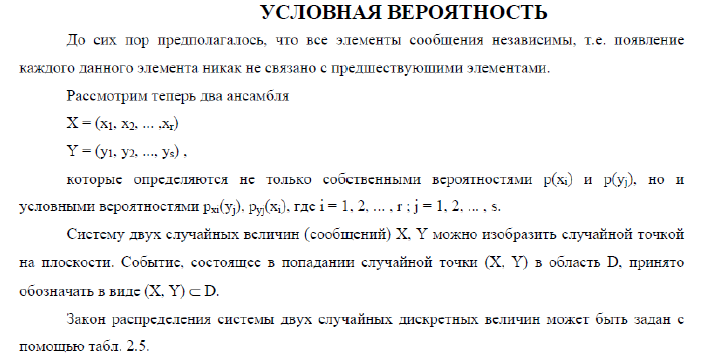 УСЛОВНАЯ ВЕРОЯТНОСТЬ
До сих пор предполагалось, что все элементы сообщения независимы, т.е. появление
каждого данного элемента никак не связано с предшествующими элементами.
Рассмотрим теперь два ансамбля
X = (x1, x2, ... ,xr)
Y = (y1, y2, ..., ys) ,
которые определяются не только собственными вероятностями p(xi) и p(yj), но и
условными вероятностями pxi(yj), pyj(xi), где i = 1, 2, ... , r ; j = 1, 2, ... , s.
Систему двух случайных величин (сообщений) X, Y можно изобразить случайной точкой
на плоскости. Событие, состоящее в попадании случайной точки (X, Y) в область D, принято
обозначать в виде (X, Y) ⊂ D.
Закон распределения системы двух случайных дискретных величин может быть задан с
помощью табл. 2.5.